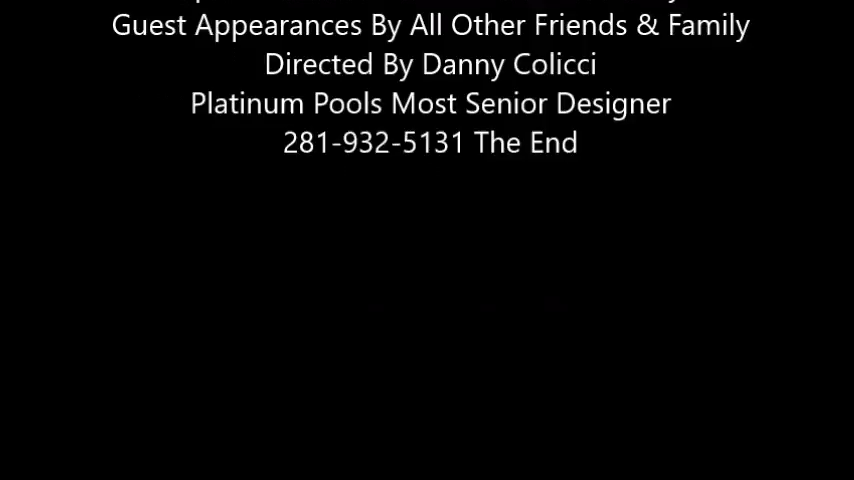 Guest Appearances By All Other Friends & Family
Directed By Danny Colicci
Platinum Pools Most Senior Designer
281-932-5131 The End